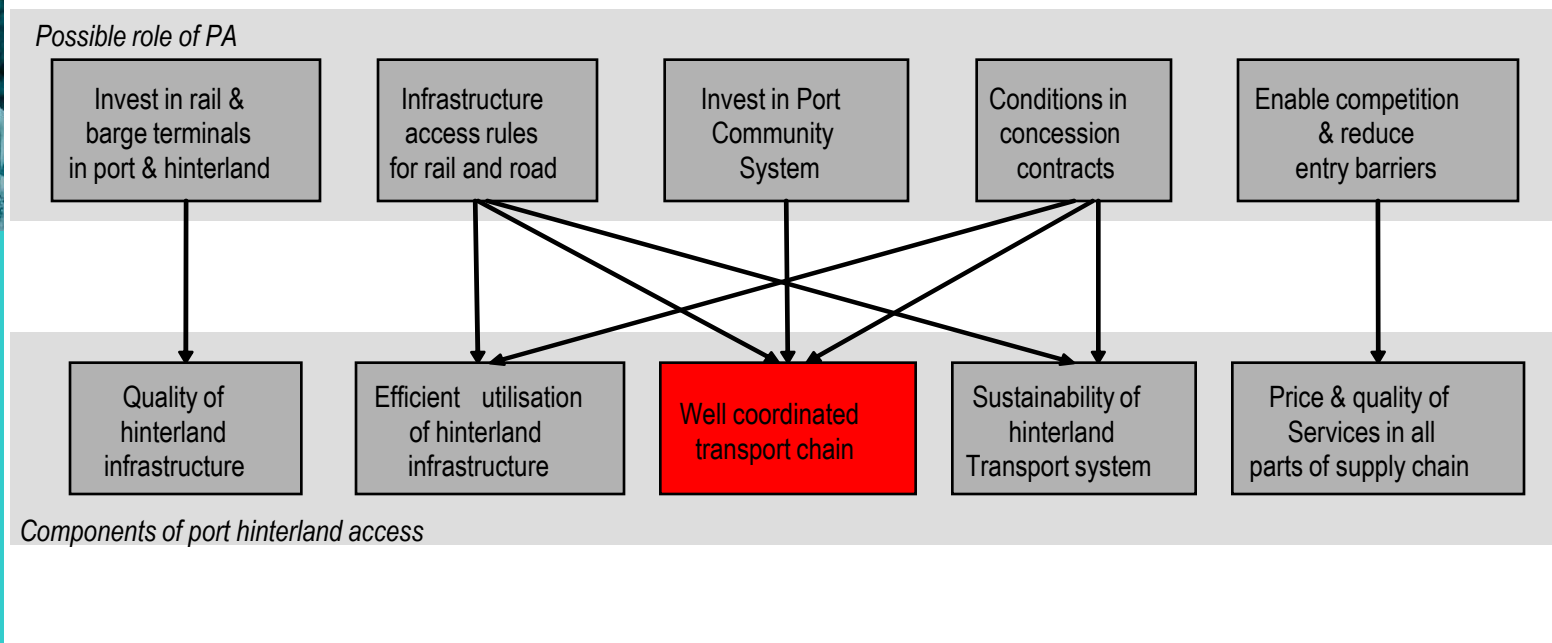 Possible role of PA
Invest in rail &
barge terminals
in port & hinterland
Infrastructure
access rules
for rail and road
Invest in Port
Community
System
Conditions in
concession
contracts
Enable competition
& reduce
entry barriers
Quality of
hinterland
infrastructure
Efficient utilisation
of hinterland
infrastructure
Well coordinated
transport chain
Sustainability of
hinterland
Transport system
Price & quality of
Services in all
parts of supply chain
Components of port hinterland access